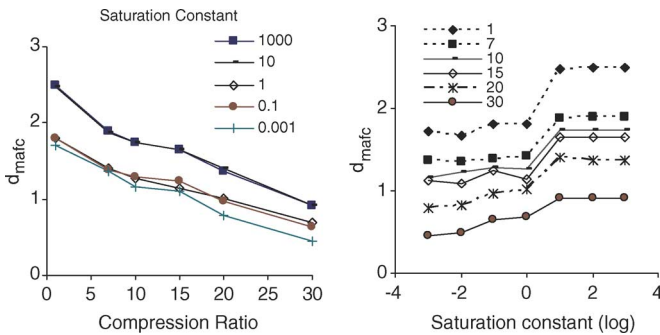 Saturation Constant
3
2
1
0
d_mafc
1000
10
1
0.1
0.001
0 5 10 15 20 25 30
Compression Ratio
3
2
1
0
d_mafc
1
7
10
15
20
30
-4 -2 0 2 4
Saturation constant (log)